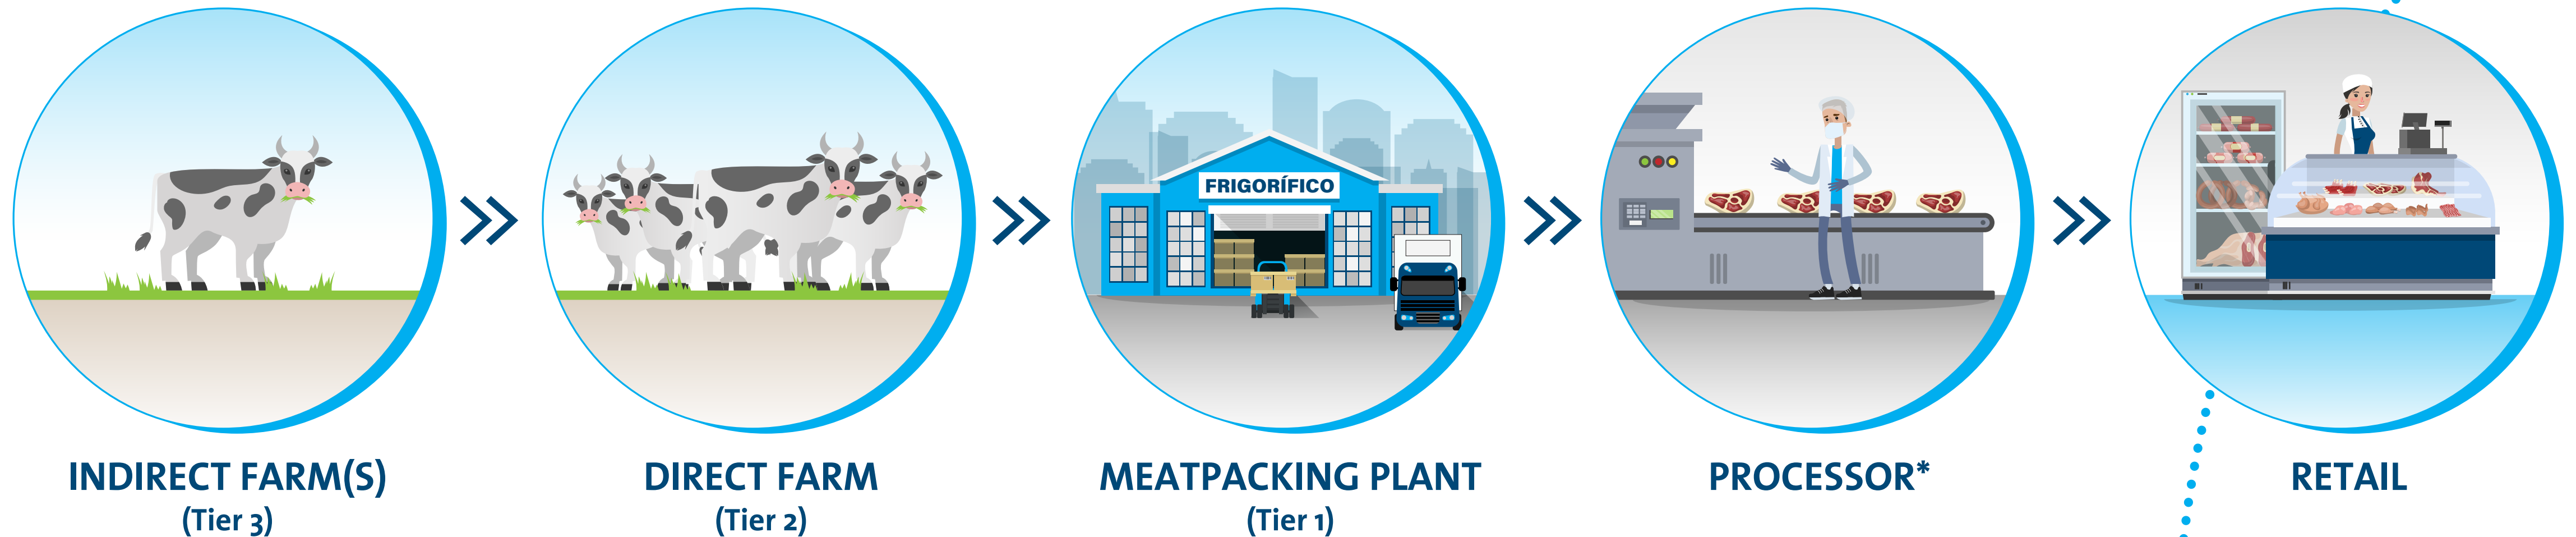 FRIGORÍFICO
INDIRECT FARM(S)
(Tier 3)
DIRECT FARM
(Tier 2)
MEATPACKING PLANT
(Tier 1)
PROCESSOR*
RETAIL